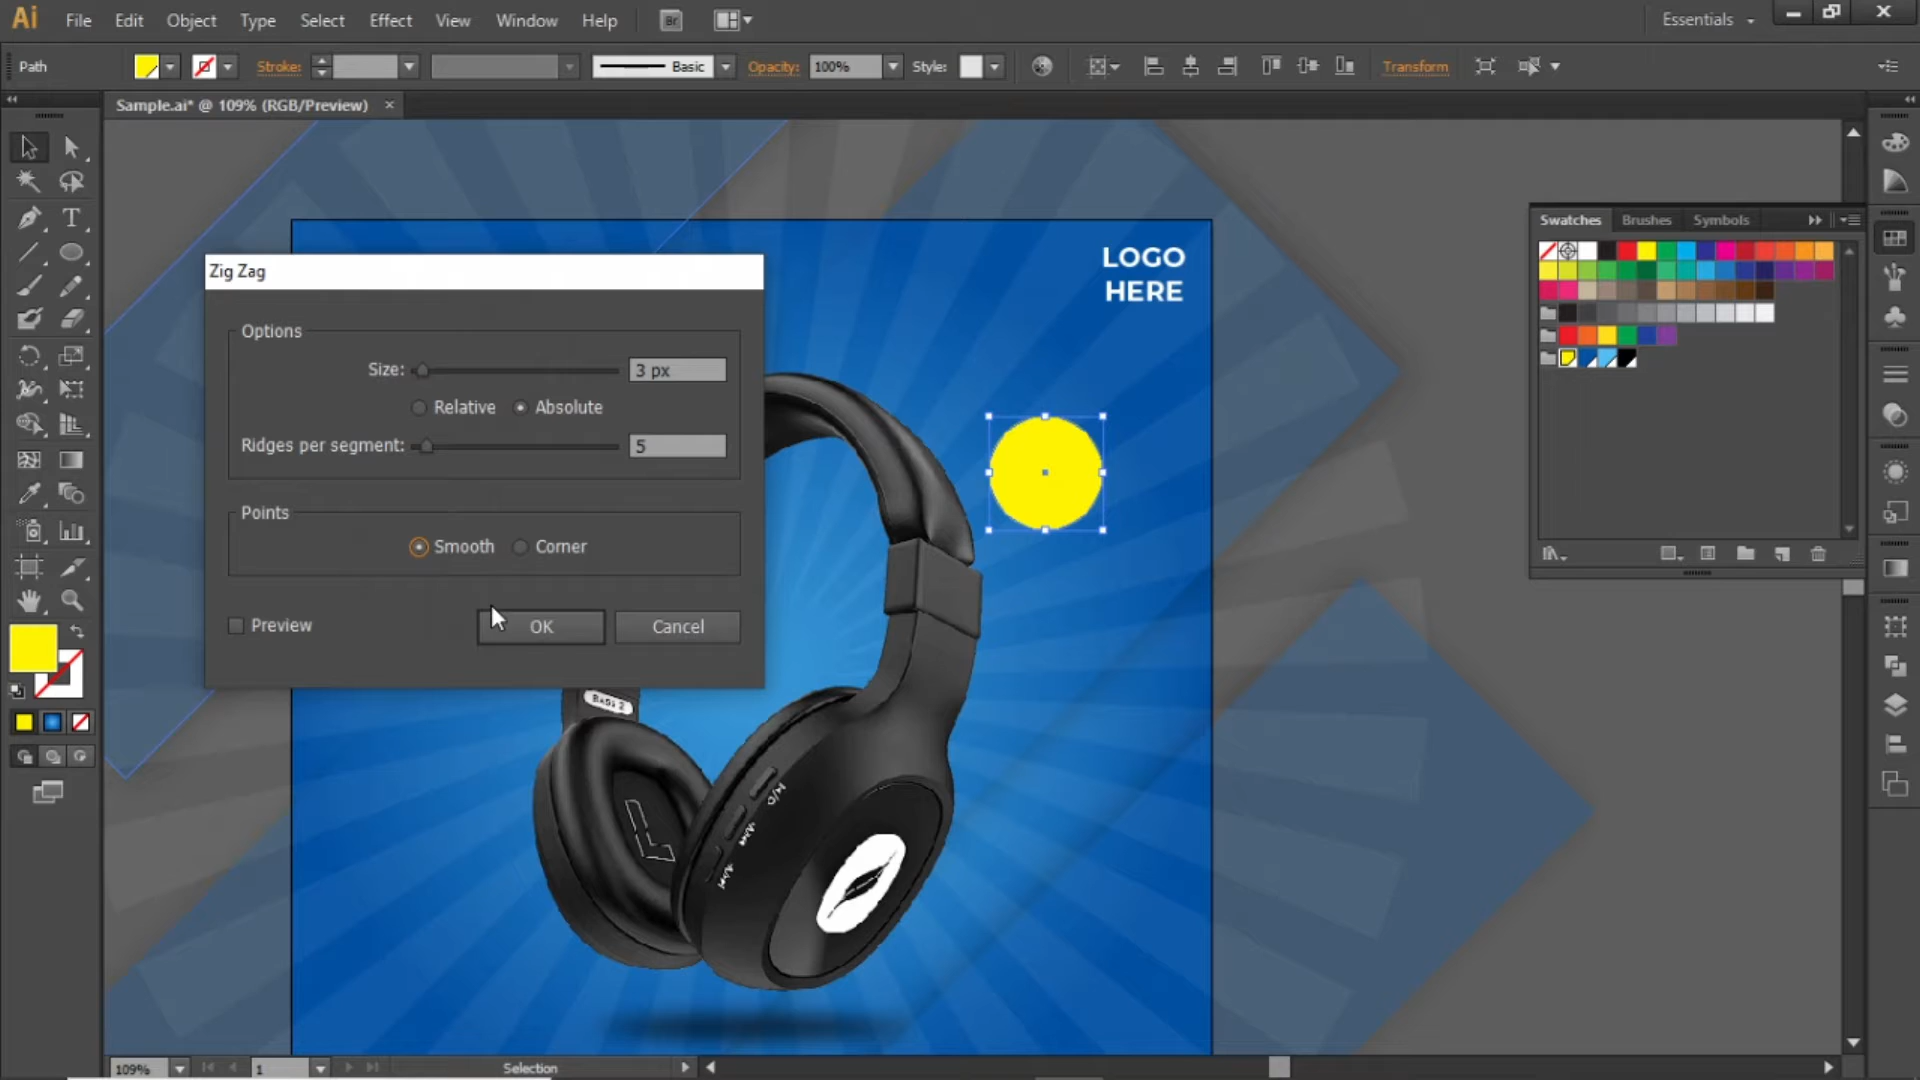 Ai File Edit Object Type Select Effect View Window Help Br Essentials
Path Stroke: Basic Opacity: 100% Style: Transform
Sample.ai* @ 109% (RGB/Preview)
LOGO
HERE
Zig Zag
Options
Size: 3 px
Relative Absolute
Ridges per segment: 5
Points
Smooth Corner
Preview OK Cancel
Swatches Brushes Symbols
BASS 2
M/O
109% 1 Selection